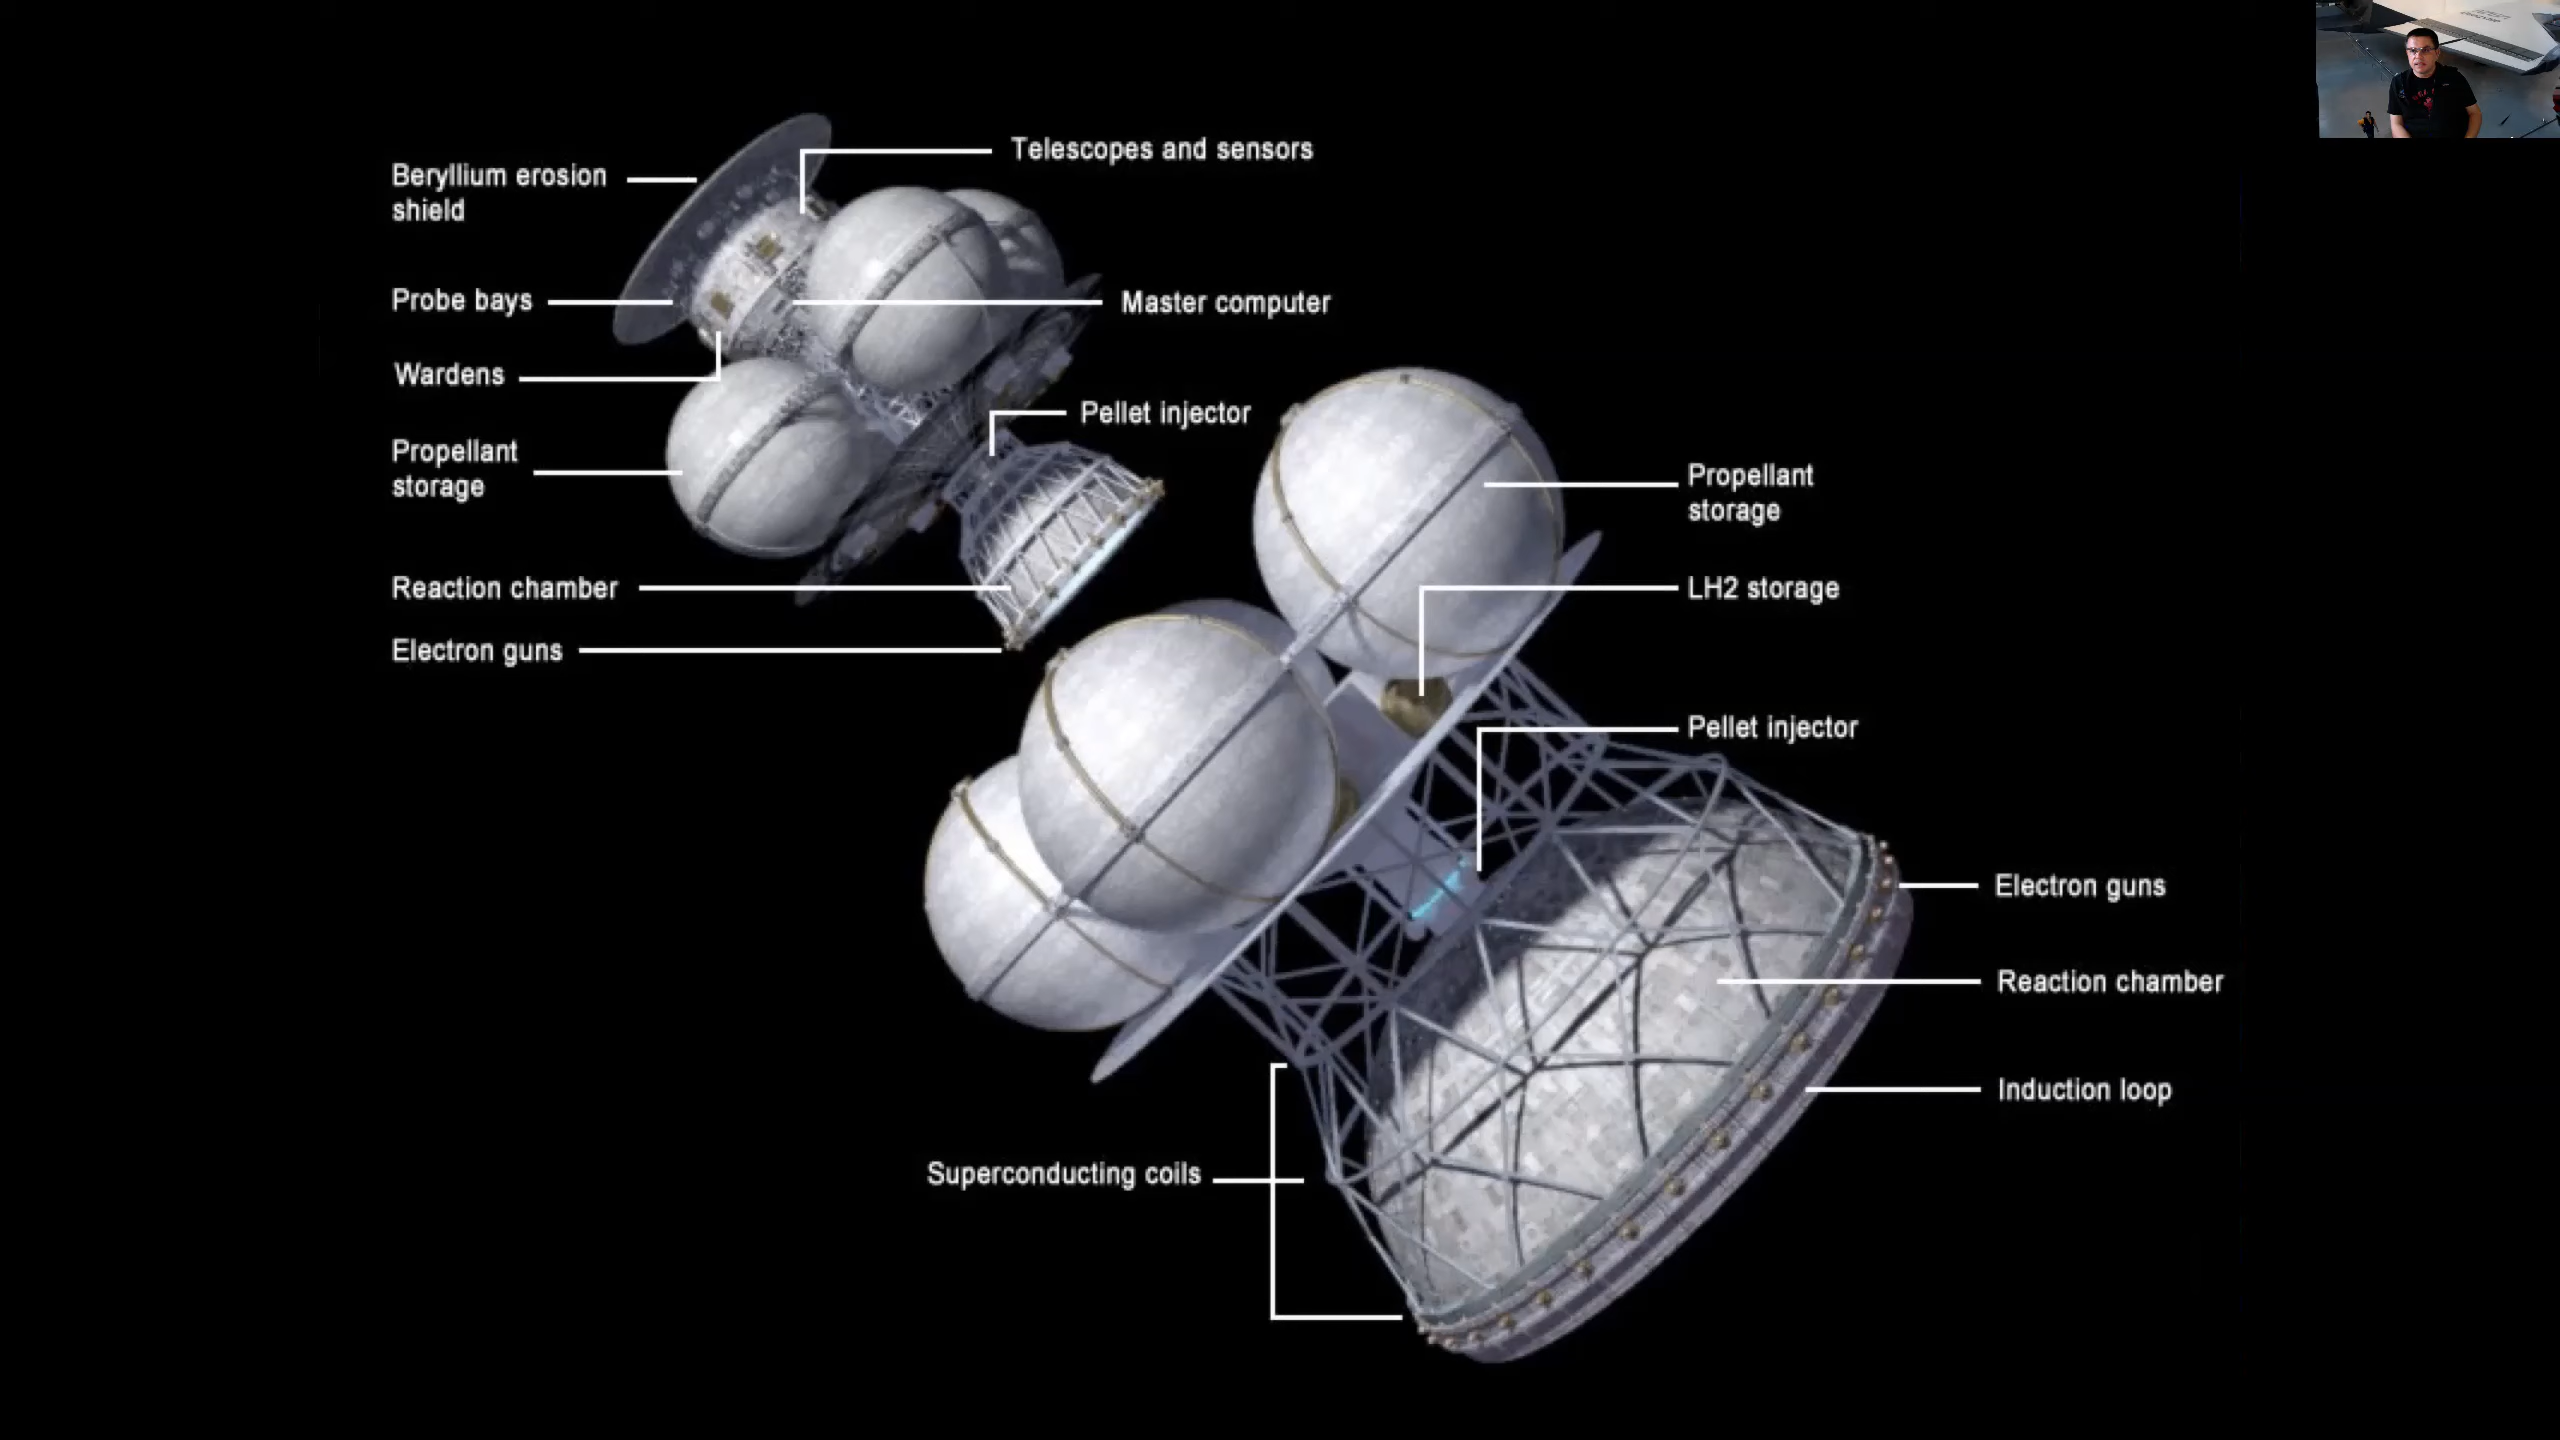 Telescopes and sensors
Beryllium erosion
shield
Probe bays
Master computer
Wardens
Pellet injector
Propellant
storage
Propellant
storage
Reaction chamber
LH2 storage
Electron guns
Pellet injector
Electron guns
Reaction chamber
Induction loop
Superconducting coils